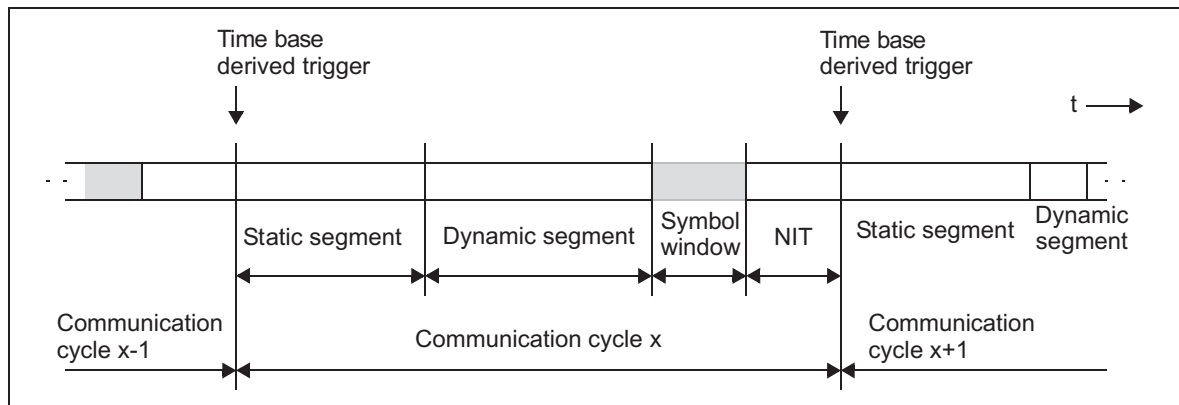 Time base
derived trigger
Time base
derived trigger
t
Static segment
Dynamic segment
Symbol
window
NIT
Static segment
Dynamic
segment
Communication
cycle x-1
Communication cycle x
Communication
cycle x+1